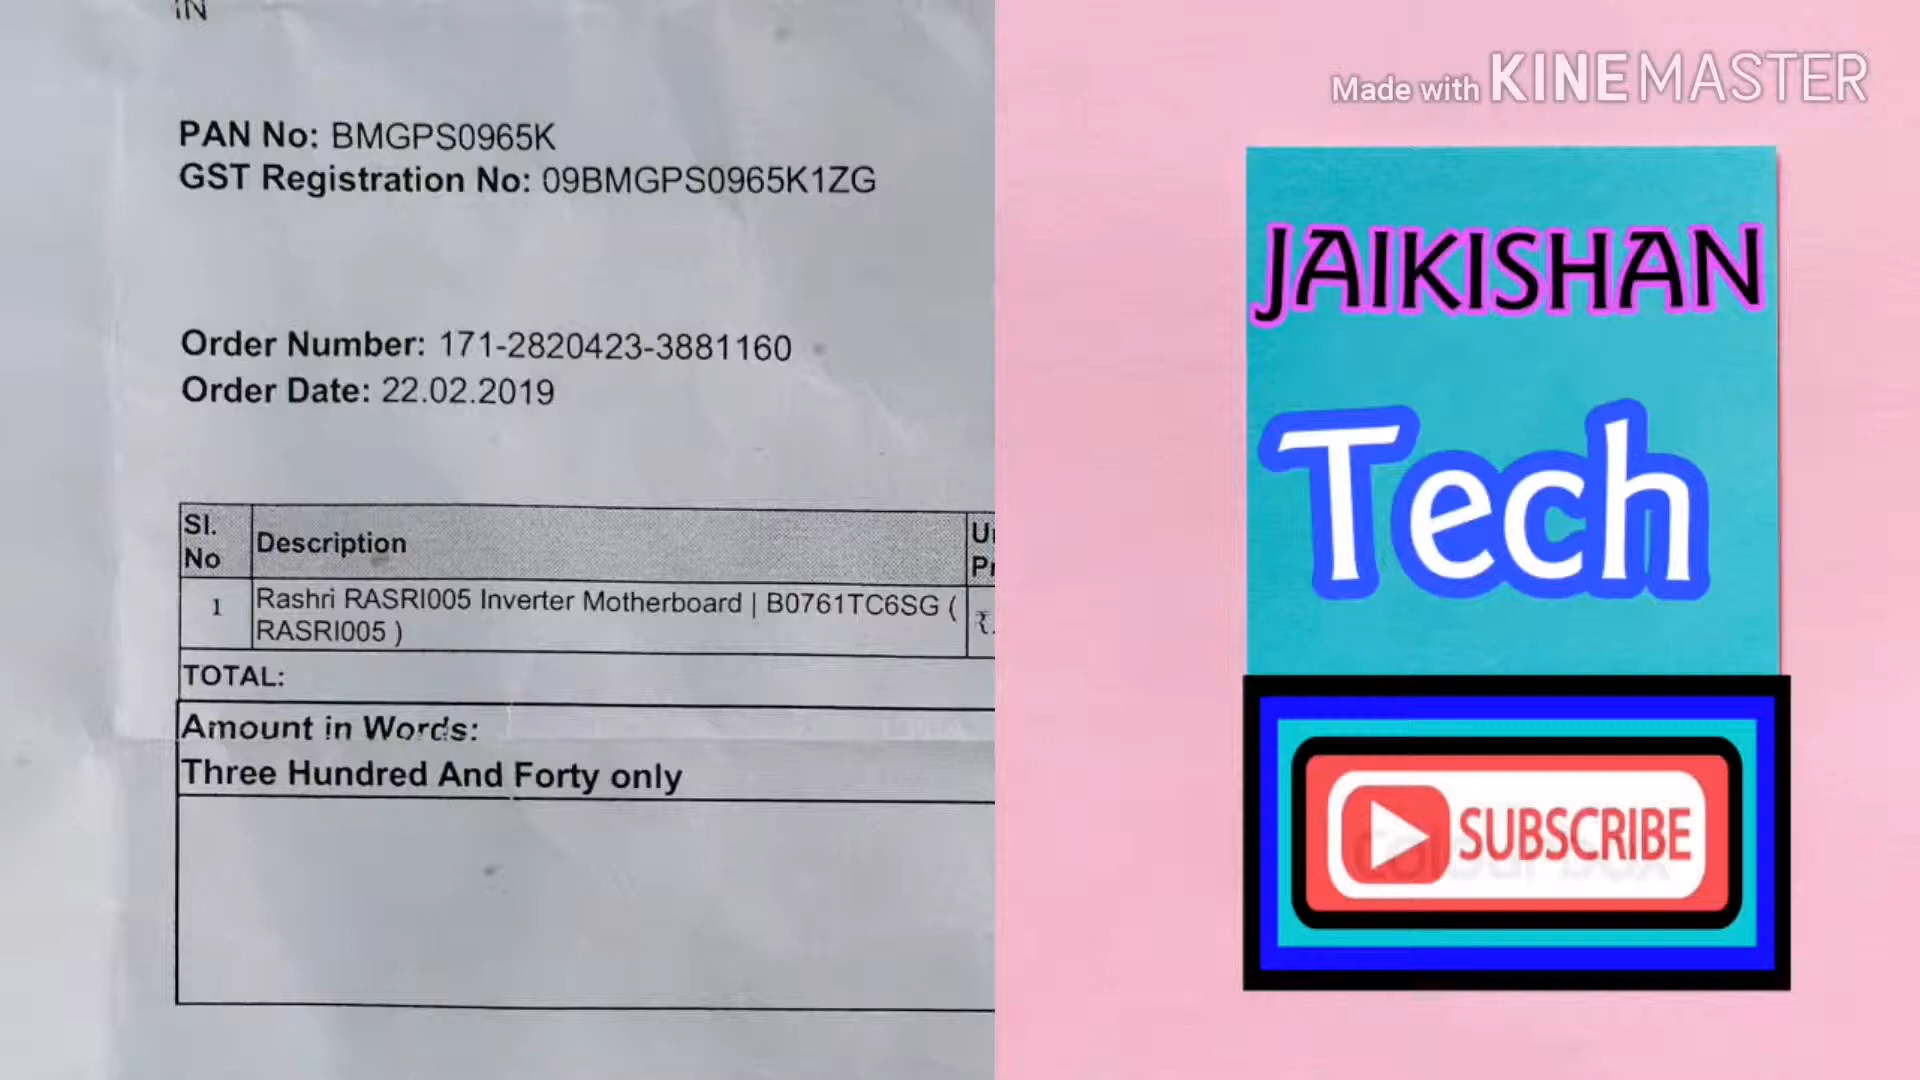 IN
PAN No: BMGPS0965K
GST Registration No: 09BMGPS0965K1ZG
Order Number: 171-2820423-3881160
Order Date: 22.02.2019
Sl. No
Description
1
Rashri RASRI005 Inverter Motherboard | B0761TC6SG (
RASRI005 )
₹
TOTAL:
Amount in Words:
Three Hundred And Forty only
Made with KINEMASTER
JAIKISHAN
Tech
SUBSCRIBE